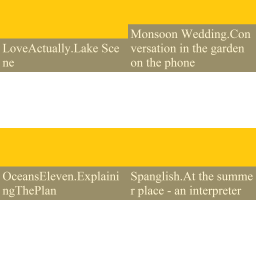 LoveActually.Lake Sce
ne
Monsoon Wedding.Con
versation in the garden
on the phone
OceansEleven.Explaini
ngThePlan
Spanglish.At the summe
r place - an interpreter